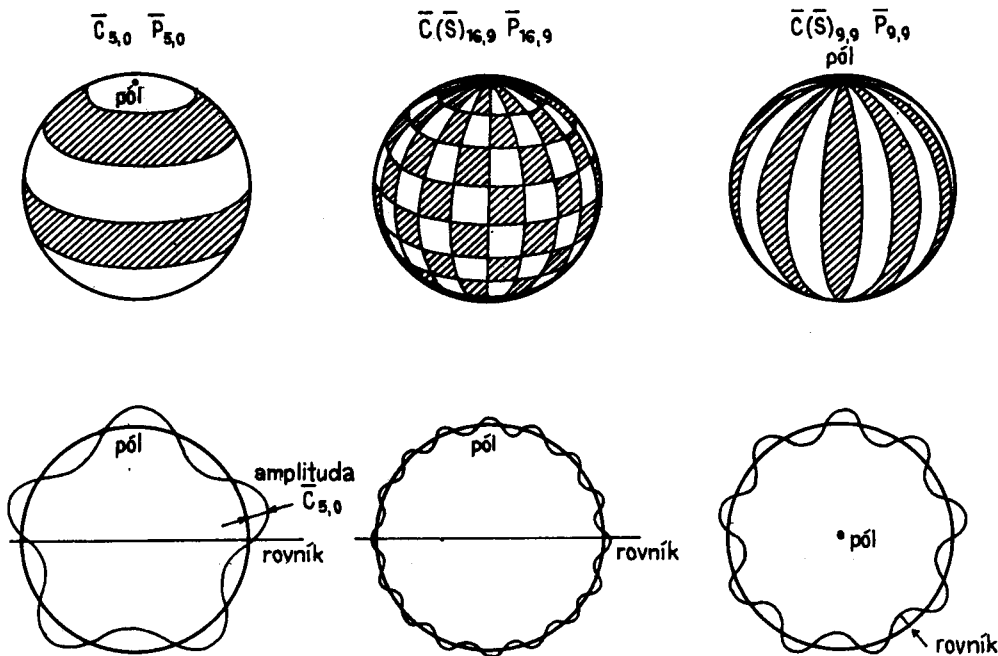 C̅₅,₀ P̅₅,₀
C̅(S̅)₁₆,₉ P̅₁₆,₉
C̅(S̅)₉,₉ P̅₉,₉
pól
pól
pól
amplituda
C̅₅,₀
rovník
pól
rovník
pól
rovník